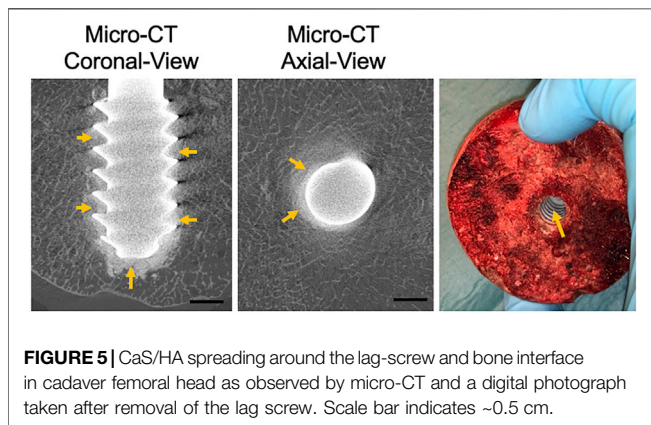 Micro-CT
Coronal-View
Micro-CT
Axial-View
FIGURE 5 | CaS/HA spreading around the lag-screw and bone interface
in cadaver femoral head as observed by micro-CT and a digital photograph
taken after removal of the lag screw. Scale bar indicates ~0.5 cm.